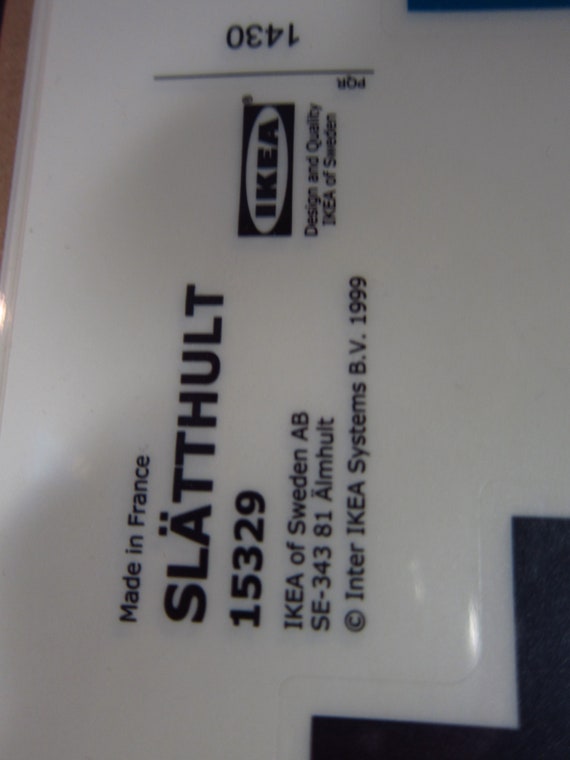 Made in France
SLÄTTHULT
15329
IKEA of Sweden AB
SE-343 81 Älmhult
© Inter IKEA Systems B.V. 1999
IKEA®
Design and Quality
IKEA of Sweden
1430